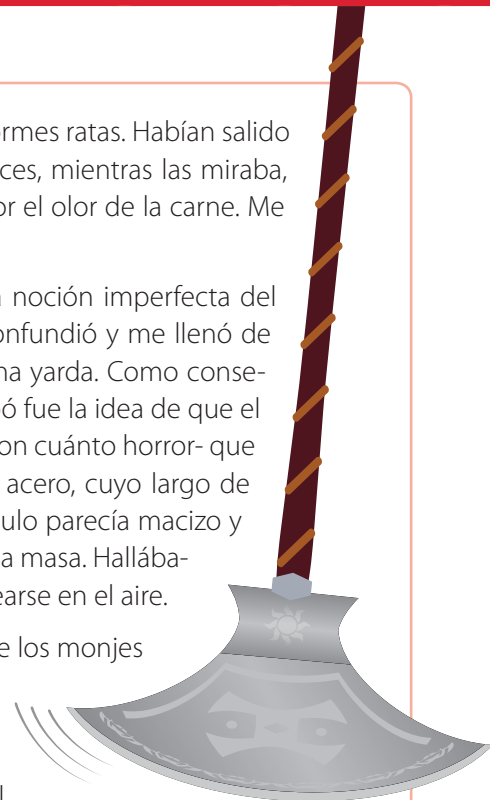 ormes ratas. Habían salido
ces, mientras las miraba,
or el olor de la carne. Me
noción imperfecta del
onfundió y me llenó de
na yarda. Como conse-
ó fue la idea de que el
on cuánto horror- que
acero, cuyo largo de
ulo parecía macizo y
a masa. Hallába-
earse en el aire.
e los monjes